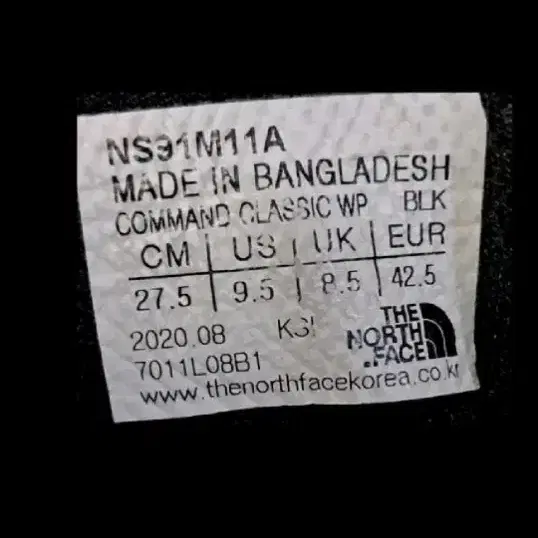 NS91M11A
MADE IN BANGLADESH
COMMAND CLASSIC WP BLK
CM US UK EUR
27.5 9.5 8.5 42.5
2020.08
7011L08B1
THE
NORTH
FACE
www.thenorthfacekorea.co.kr